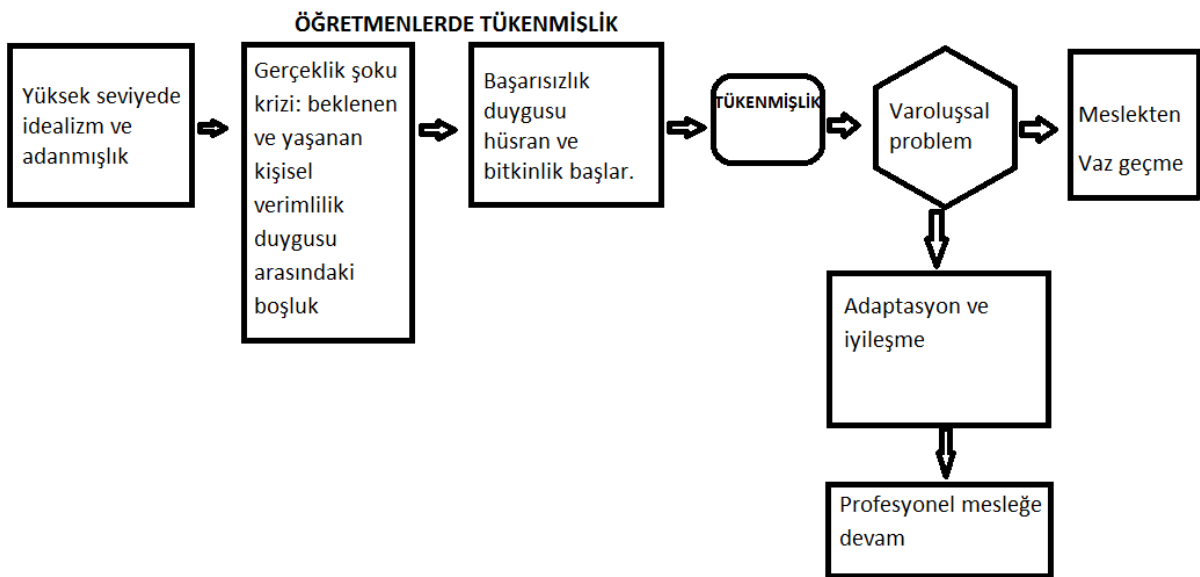 ÖĞRETMENLERDE TÜKENMİŞLİK
Yüksek seviyede
idealizm ve
adanmışlık
Gerçeklik şoku
krizi: beklenen
ve yaşanan
kişisel
verimlilik
duygusu
arasındaki
boşluk
Başarısızlık
duygusu
hüsran ve
bitkinlik başlar.
TÜKENMİŞLİK
Varoluşsal
problem
Meslekten
Vaz geçme
Adaptasyon ve
iyileşme
Profesyonel mesleğe
devam